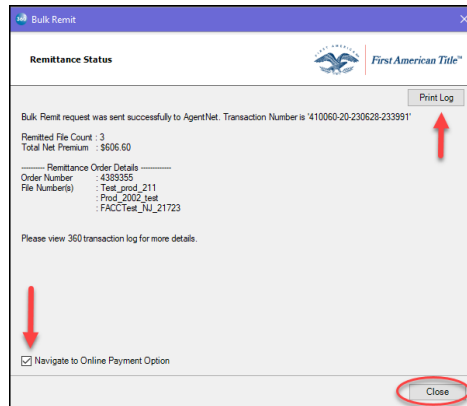 360 Bulk Remit
Remittance Status
FIRST AMERICAN
First American Title™
Print Log
Bulk Remit request was sent successfully to AgentNet. Transaction Number is '410060-20-230628-233991'
Remitted File Count : 3
Total Net Premium : $606.60
--------- Remittance Order Details -----------
Order Number : 4389355
File Number(s) : Test_prod_211
: Prod_2002_test
: FACCTest_NJ_21723
Please view 360 transaction log for more details.
Navigate to Online Payment Option
Close